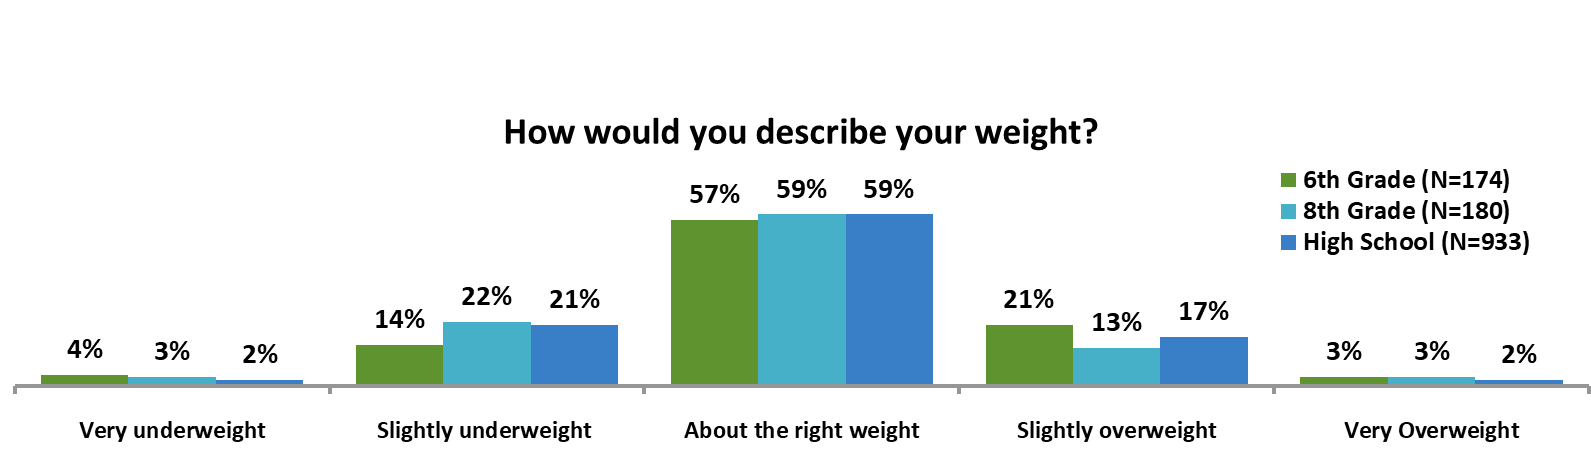 How would you describe your weight?
6th Grade (N=174)
8th Grade (N=180)
High School (N=933)
4% 3% 2%
14% 22% 21%
57% 59% 59%
21% 13% 17%
3% 3% 2%
Very underweight
Slightly underweight
About the right weight
Slightly overweight
Very Overweight